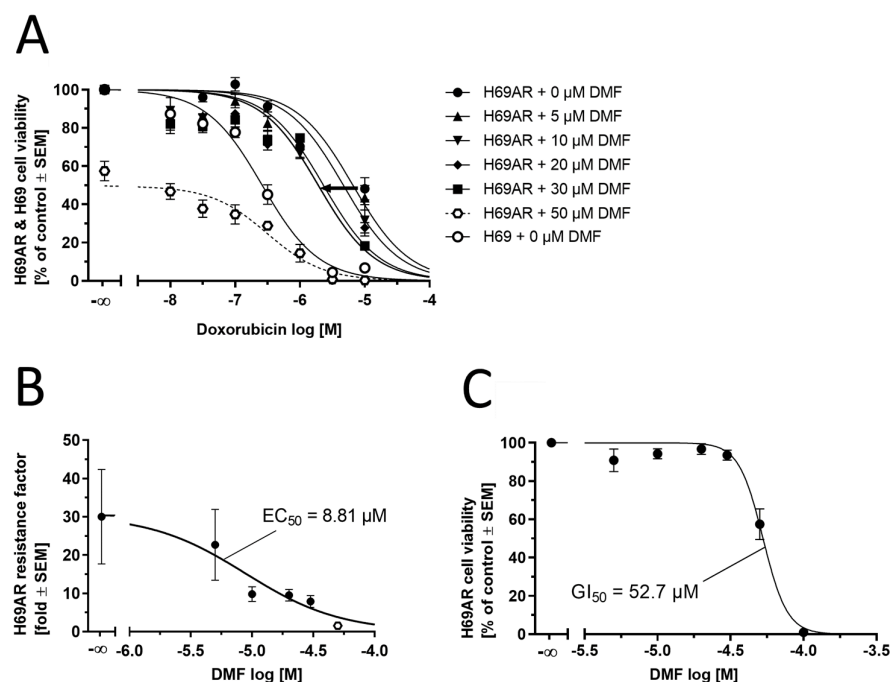 A
H69AR & H69 cell viability
[% of control ± SEM]
100
80
60
40
20
0
-∞
-8
-7
-6
-5
-4
Doxorubicin log [M]
H69AR + 0 µM DMF
H69AR + 5 µM DMF
H69AR + 10 µM DMF
H69AR + 20 µM DMF
H69AR + 30 µM DMF
H69AR + 50 µM DMF
H69 + 0 µM DMF
B
H69AR resistance factor
[fold ± SEM]
50
40
30
20
10
0
EC50 = 8.81 µM
-∞
-6.0
-5.5
-5.0
-4.5
-4.0
DMF log [M]
C
H69AR cell viability
[% of control ± SEM]
100
80
60
40
20
0
GI50 = 52.7 µM
-∞
-5.5
-5.0
-4.5
-4.0
-3.5
DMF log [M]